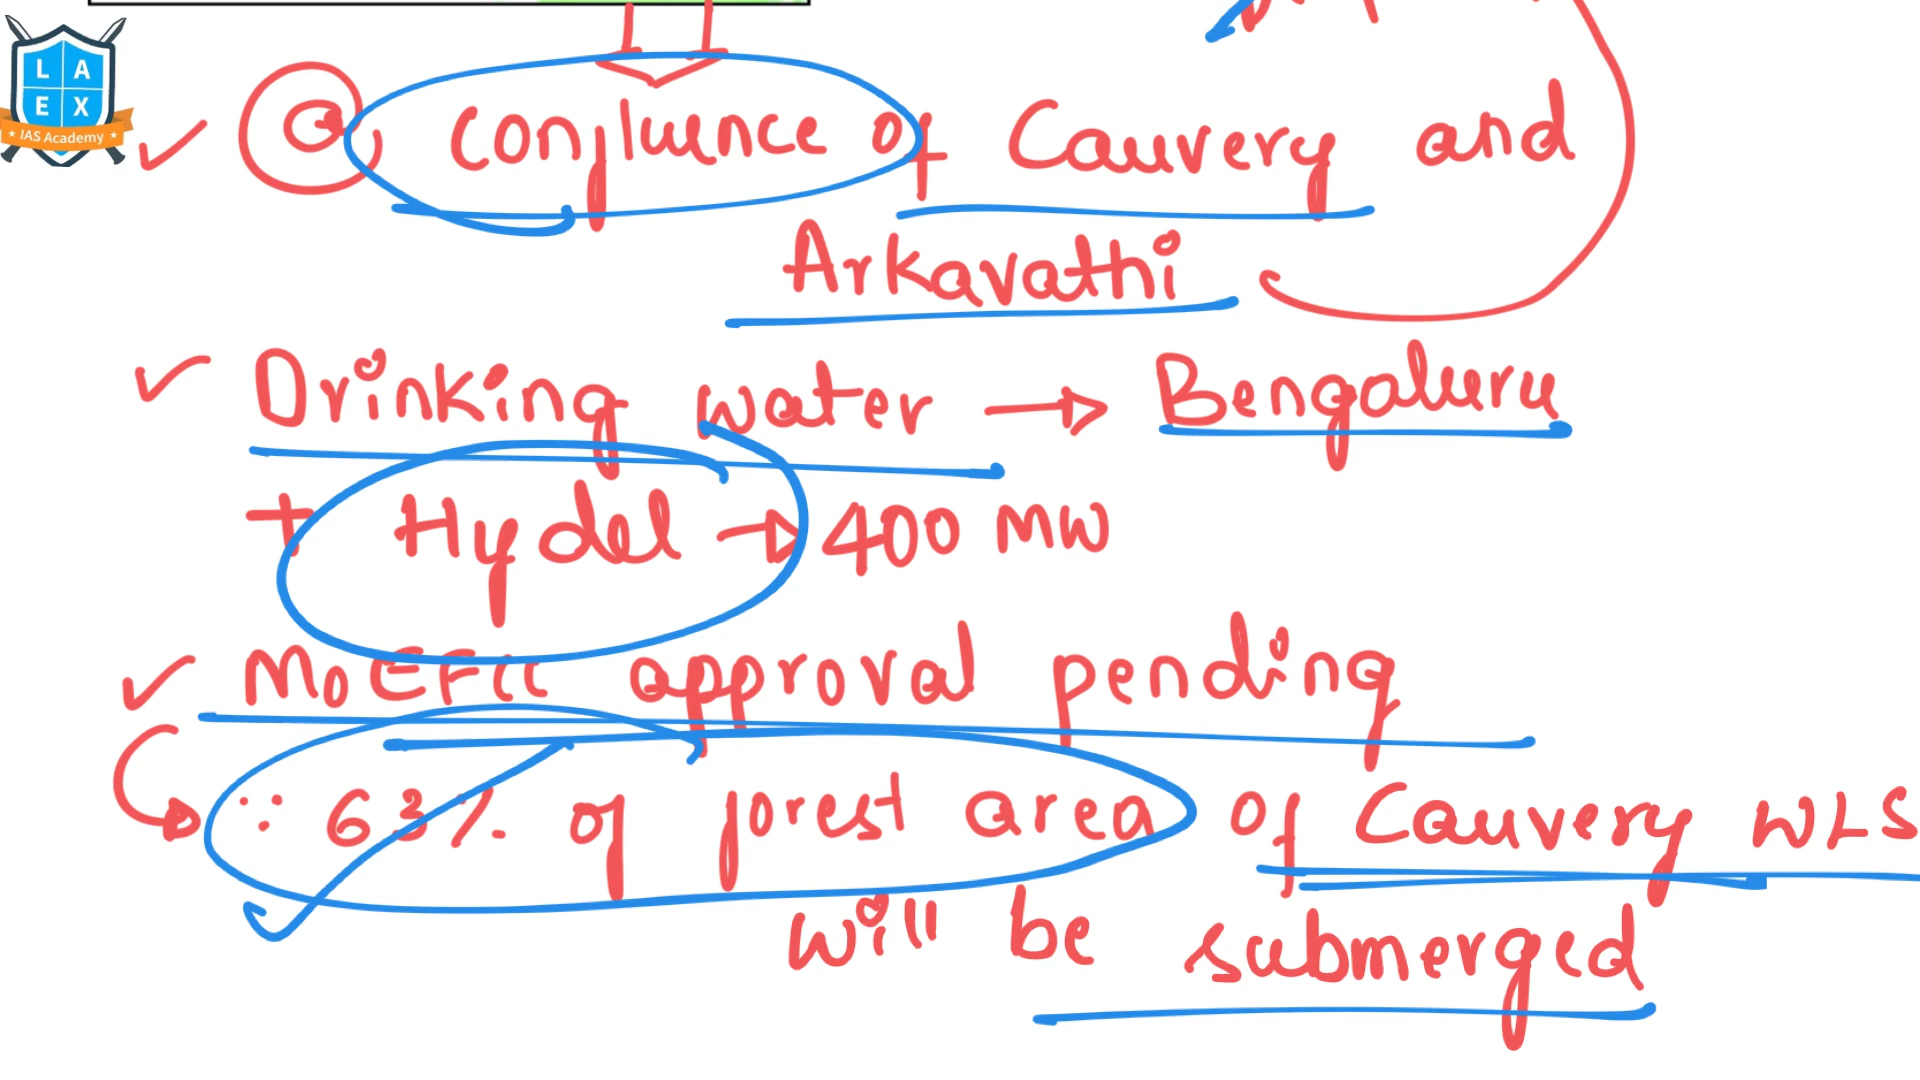 L A
E X
★ IAS Academy ★
✓ @ Confluence of Cauvery and
Arkavathi
✓ Drinking water → Bengaluru
+ Hydel → 400 MW
✓ MoEFCC approval pending
↪ ∵ 63% of forest area of Cauvery WLS
will be submerged